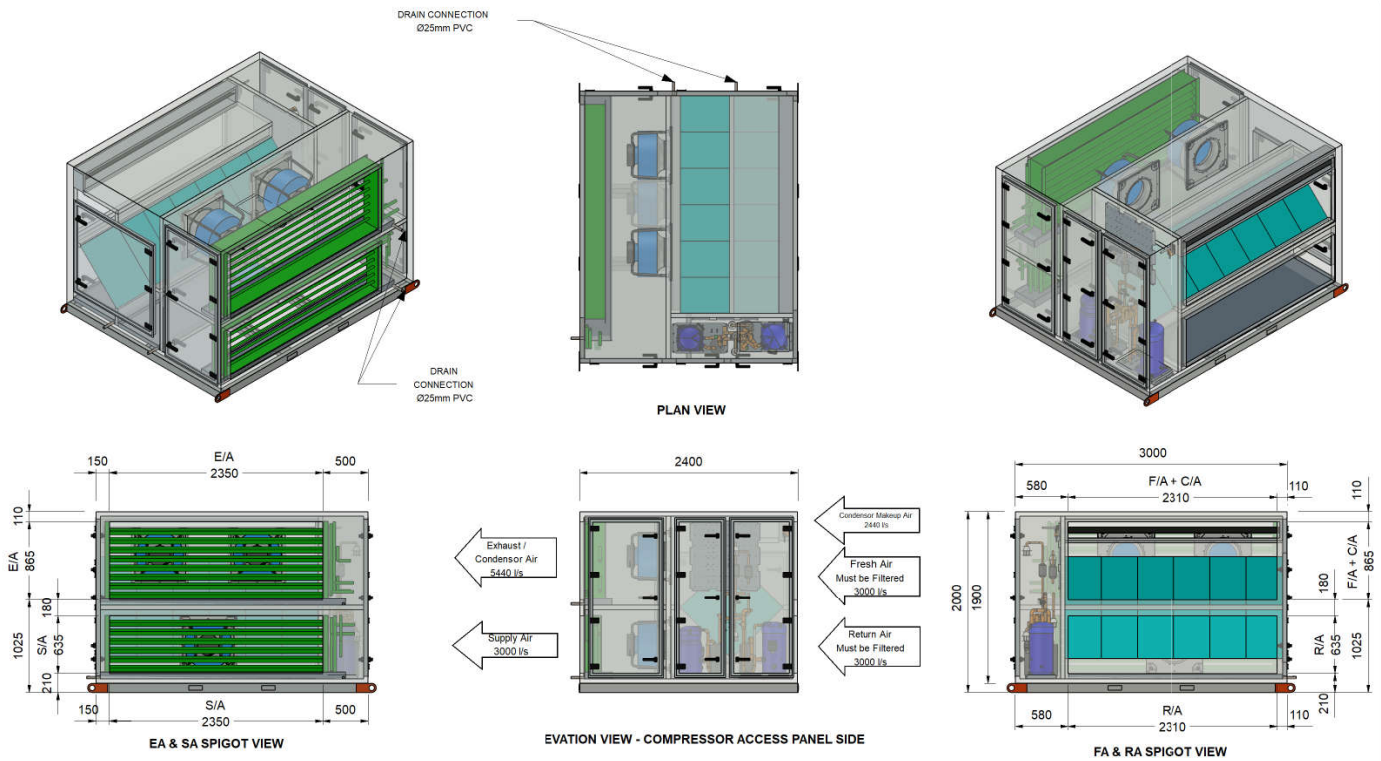 DRAIN CONNECTION
Ø25mm PVC
DRAIN
CONNECTION
Ø25mm PVC
PLAN VIEW
E/A
150
2350
500
110
E/A
865
180
1025
S/A
635
210
150
S/A
2350
500
EA & SA SPIGOT VIEW
2400
Exhaust /
Condensor Air
5440 l/s
Supply Air
3000 l/s
Condensor Makeup Air
2440 l/s
Fresh Air
Must be Filtered
3000 l/s
Return Air
Must be Filtered
3000 l/s
EVATION VIEW - COMPRESSOR ACCESS PANEL SIDE
3000
F/A + C/A
580
2310
110
110
2000
1900
180
F/A + C/A
865
R/A
635
1025
210
580
R/A
2310
110
FA & RA SPIGOT VIEW